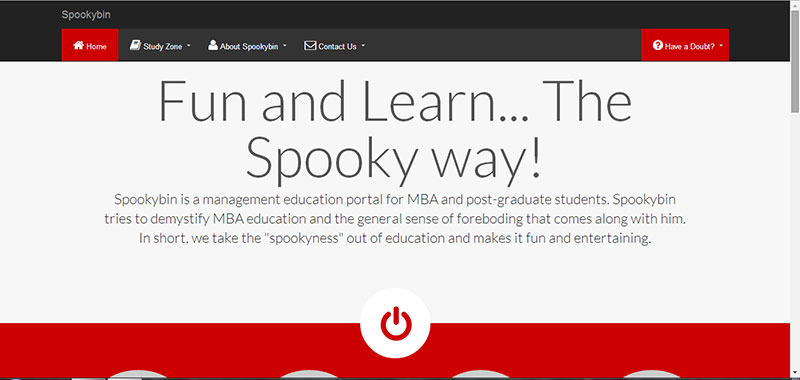 Spookybin
Home Study Zone About Spookybin Contact Us Have a Doubt?
Fun and Learn... The
Spooky way!
Spookybin is a management education portal for MBA and post-graduate students. Spookybin
tries to demystify MBA education and the general sense of foreboding that comes along with him.
In short, we take the "spookyness" out of education and makes it fun and entertaining.